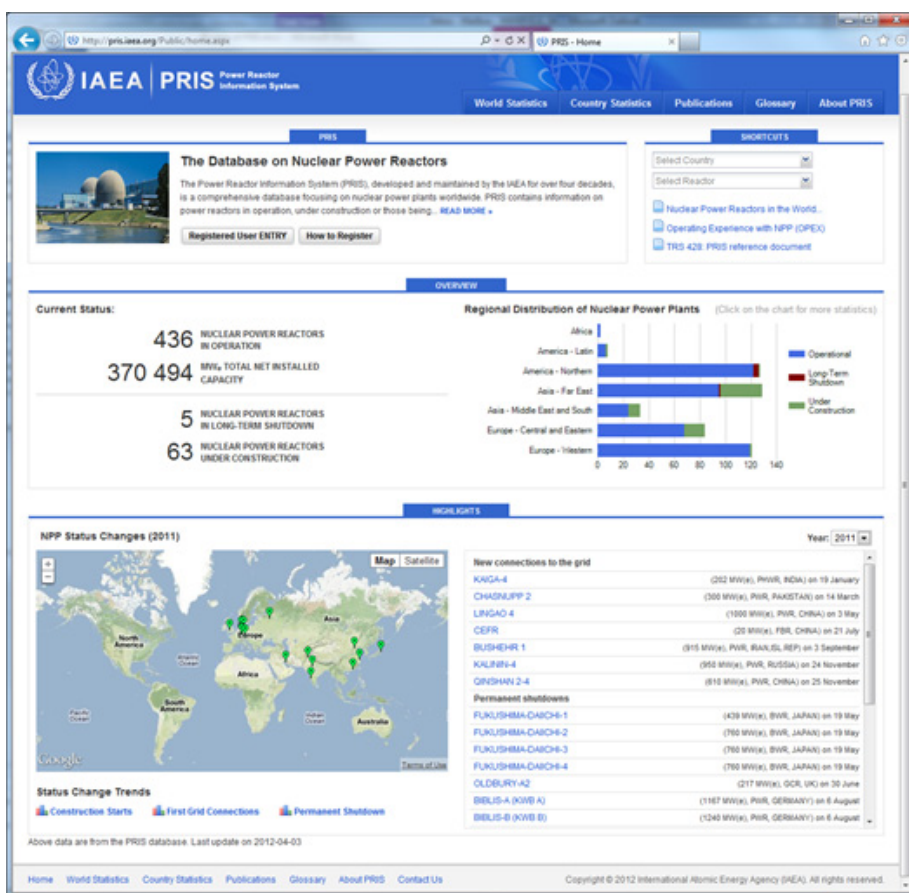 http://pris.iaea.org/Public/home.aspx
PRIS - Home
IAEA PRIS Power Reactor Information System
World Statistics Country Statistics Publications Glossary About PRIS
PRIS
The Database on Nuclear Power Reactors
The Power Reactor Information System (PRIS), developed and maintained by the IAEA for over four decades,
is a comprehensive database focusing on nuclear power plants worldwide. PRIS contains information on
power reactors in operation, under construction or those being... READ MORE »
Registered User ENTRY How to Register
SHORTCUTS
Select Country
Select Reactor
Nuclear Power Reactors in the World...
Operating Experience with NPP (OPEX)
TRS 428: PRIS reference document
OVERVIEW
Current Status:
436 NUCLEAR POWER REACTORS IN OPERATION
370 494 MWe TOTAL NET INSTALLED CAPACITY
5 NUCLEAR POWER REACTORS IN LONG-TERM SHUTDOWN
63 NUCLEAR POWER REACTORS UNDER CONSTRUCTION
Regional Distribution of Nuclear Power Plants (Click on the chart for more statistics)
Africa
America - Latin
America - Northern
Asia - Far East
Asia - Middle East and South
Europe - Central and Eastern
Europe - Western
0 20 40 60 80 100 120 140
Operational
Long-Term Shutdown
Under Construction
HIGHLIGHTS
NPP Status Changes (2011)
Year: 2011
Map Satellite
North America
Atlantic Ocean
Europe
Asia
Africa
South America
Pacific Ocean
Indian Ocean
Australia
Google
Terms of Use
New connections to the grid
KAIGA-4 (202 MW(e), PHWR, INDIA) on 19 January
CHASNUPP 2 (300 MW(e), PWR, PAKISTAN) on 14 March
LINGAO 4 (1000 MW(e), PWR, CHINA) on 3 May
CEFR (20 MW(e), FBR, CHINA) on 21 July
BUSHEHR 1 (915 MW(e), PWR, IRAN,ISL.REP) on 3 September
KALININ-4 (950 MW(e), PWR, RUSSIA) on 24 November
QINSHAN 2-4 (610 MW(e), PWR, CHINA) on 25 November
Permanent shutdowns
FUKUSHIMA-DAIICHI-1 (439 MW(e), BWR, JAPAN) on 19 May
FUKUSHIMA-DAIICHI-2 (760 MW(e), BWR, JAPAN) on 19 May
FUKUSHIMA-DAIICHI-3 (760 MW(e), BWR, JAPAN) on 19 May
FUKUSHIMA-DAIICHI-4 (760 MW(e), BWR, JAPAN) on 19 May
OLDBURY-A2 (217 MW(e), GCR, UK) on 30 June
BIBLIS-A (KWB A) (1167 MW(e), PWR, GERMANY) on 6 August
BIBLIS-B (KWB B) (1240 MW(e), PWR, GERMANY) on 6 August
Status Change Trends
Construction Starts First Grid Connections Permanent Shutdown
Above data are from the PRIS database. Last update on 2012-04-03
Home World Statistics Country Statistics Publications Glossary About PRIS Contact Us
Copyright © 2012 International Atomic Energy Agency (IAEA). All rights reserved.